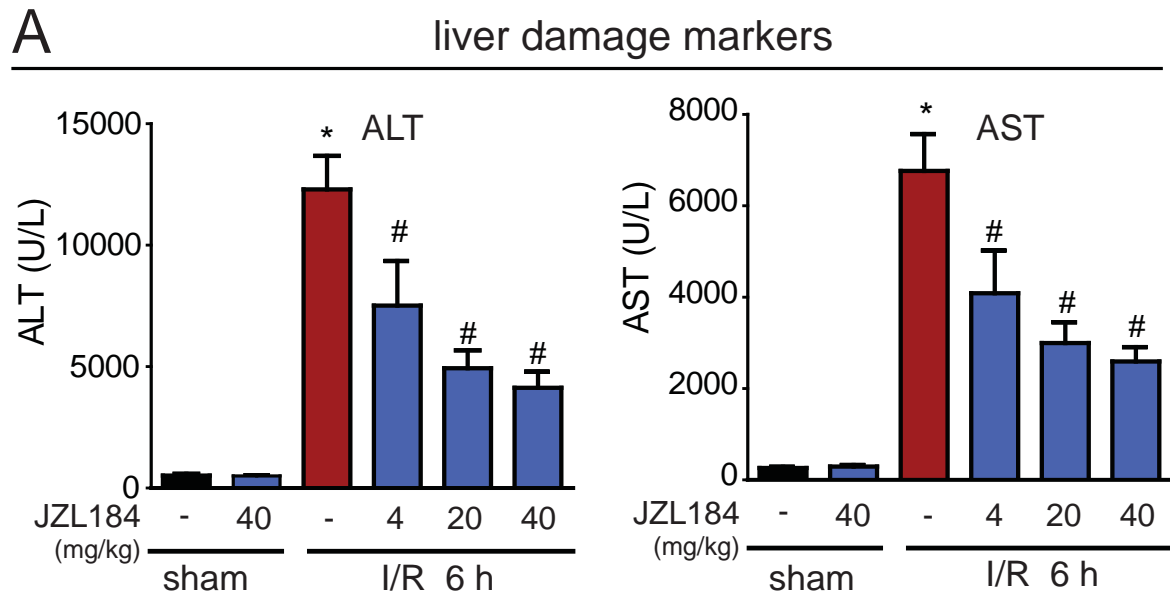 A
liver damage markers
ALT
*
#
#
#
ALT (U/L)
15000
10000
5000
0
JZL184
(mg/kg)
- 40 - 4 20 40
sham
I/R 6 h
AST
*
#
#
#
AST (U/L)
8000
6000
4000
2000
0
JZL184
(mg/kg)
- 40 - 4 20 40
sham
I/R 6 h